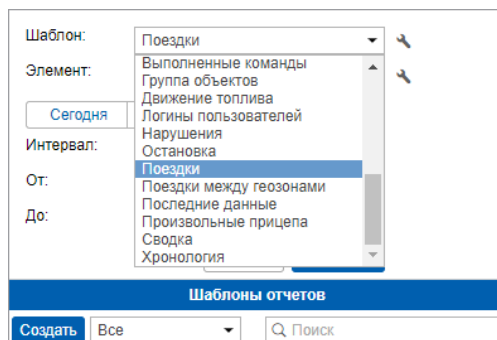 Шаблон: Поездки
Элемент: Выполненные команды
Группа объектов
Движение топлива
Сегодня Логины пользователей
Нарушения
Интервал: Остановка
Поездки
От: Поездки между геозонами
Последние данные
До: Произвольные прицепа
Сводка
Хронология
Шаблоны отчетов
Создать Все Поиск